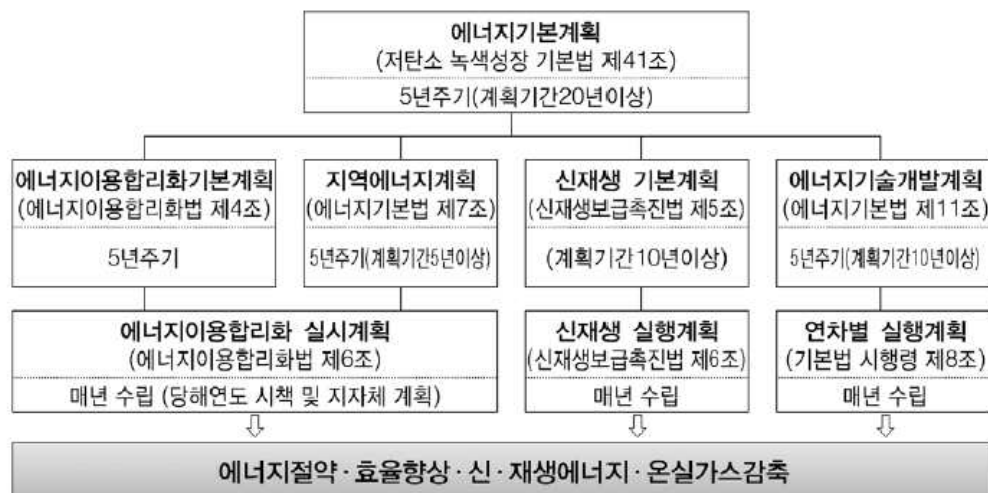 에너지기본계획
(저탄소 녹색성장 기본법 제41조)
5년주기(계획기간20년이상)
에너지이용합리화기본계획
(에너지이용합리화법 제4조)
5년주기
지역에너지계획
(에너지기본법 제7조)
5년주기(계획기간5년이상)
신재생 기본계획
(신재생보급촉진법 제5조)
(계획기간10년이상)
에너지기술개발계획
(에너지기본법 제11조)
5년주기(계획기간10년이상)
에너지이용합리화 실시계획
(에너지이용합리화법 제6조)
매년 수립 (당해연도 시책 및 지자체 계획)
신재생 실행계획
(신재생보급촉진법 제6조)
매년 수립
연차별 실행계획
(기본법 시행령 제8조)
매년 수립
에너지절약·효율향상·신·재생에너지·온실가스감축